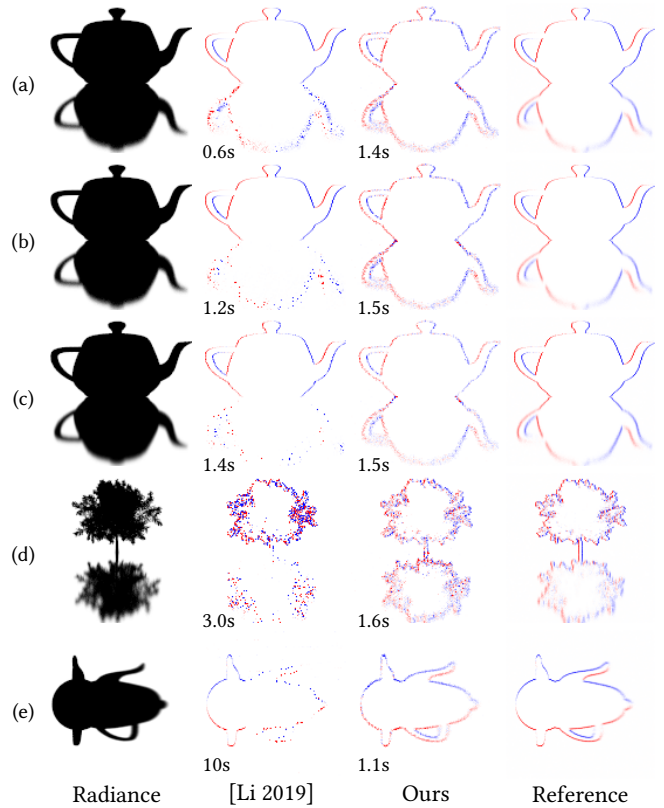 (a)
0.6s 1.4s
(b)
1.2s 1.5s
(c)
1.4s 1.5s
(d)
3.0s 1.6s
(e)
10s 1.1s
Radiance [Li 2019] Ours Reference